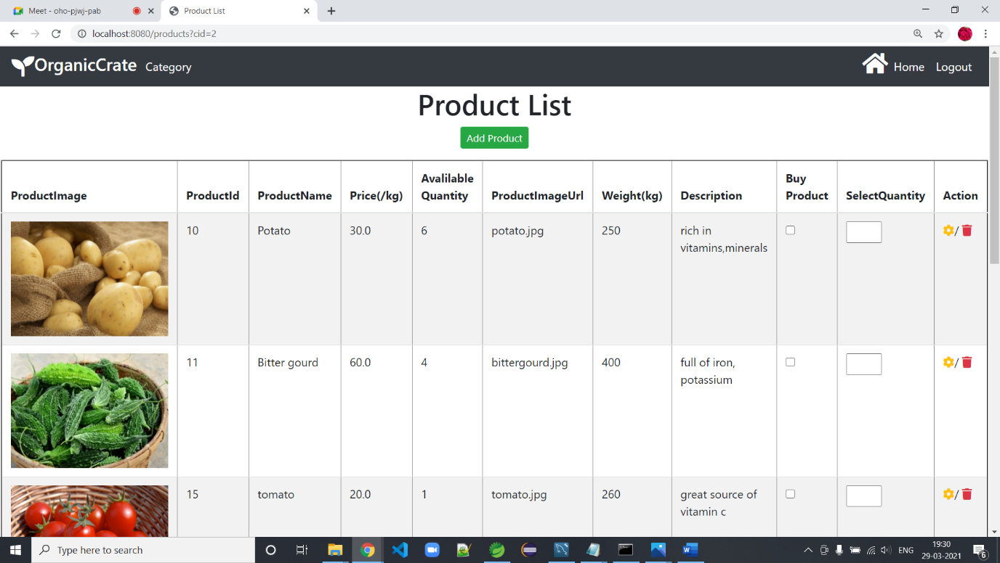 Meet - oho-pjwj-pab
Product List
localhost:8080/products?cid=2
OrganicCrate Category Home Logout
Product List
Add Product
ProductImage ProductId ProductName Price(/kg) Avalilable Quantity ProductImageUrl Weight(kg) Description Buy Product SelectQuantity Action
10 Potato 30.0 6 potato.jpg 250 rich in vitamins,minerals /
11 Bitter gourd 60.0 4 bittergourd.jpg 400 full of iron, potassium /
15 tomato 20.0 1 tomato.jpg 260 great source of vitamin c /
Type here to search
ENG
19:30
29-03-2021
6